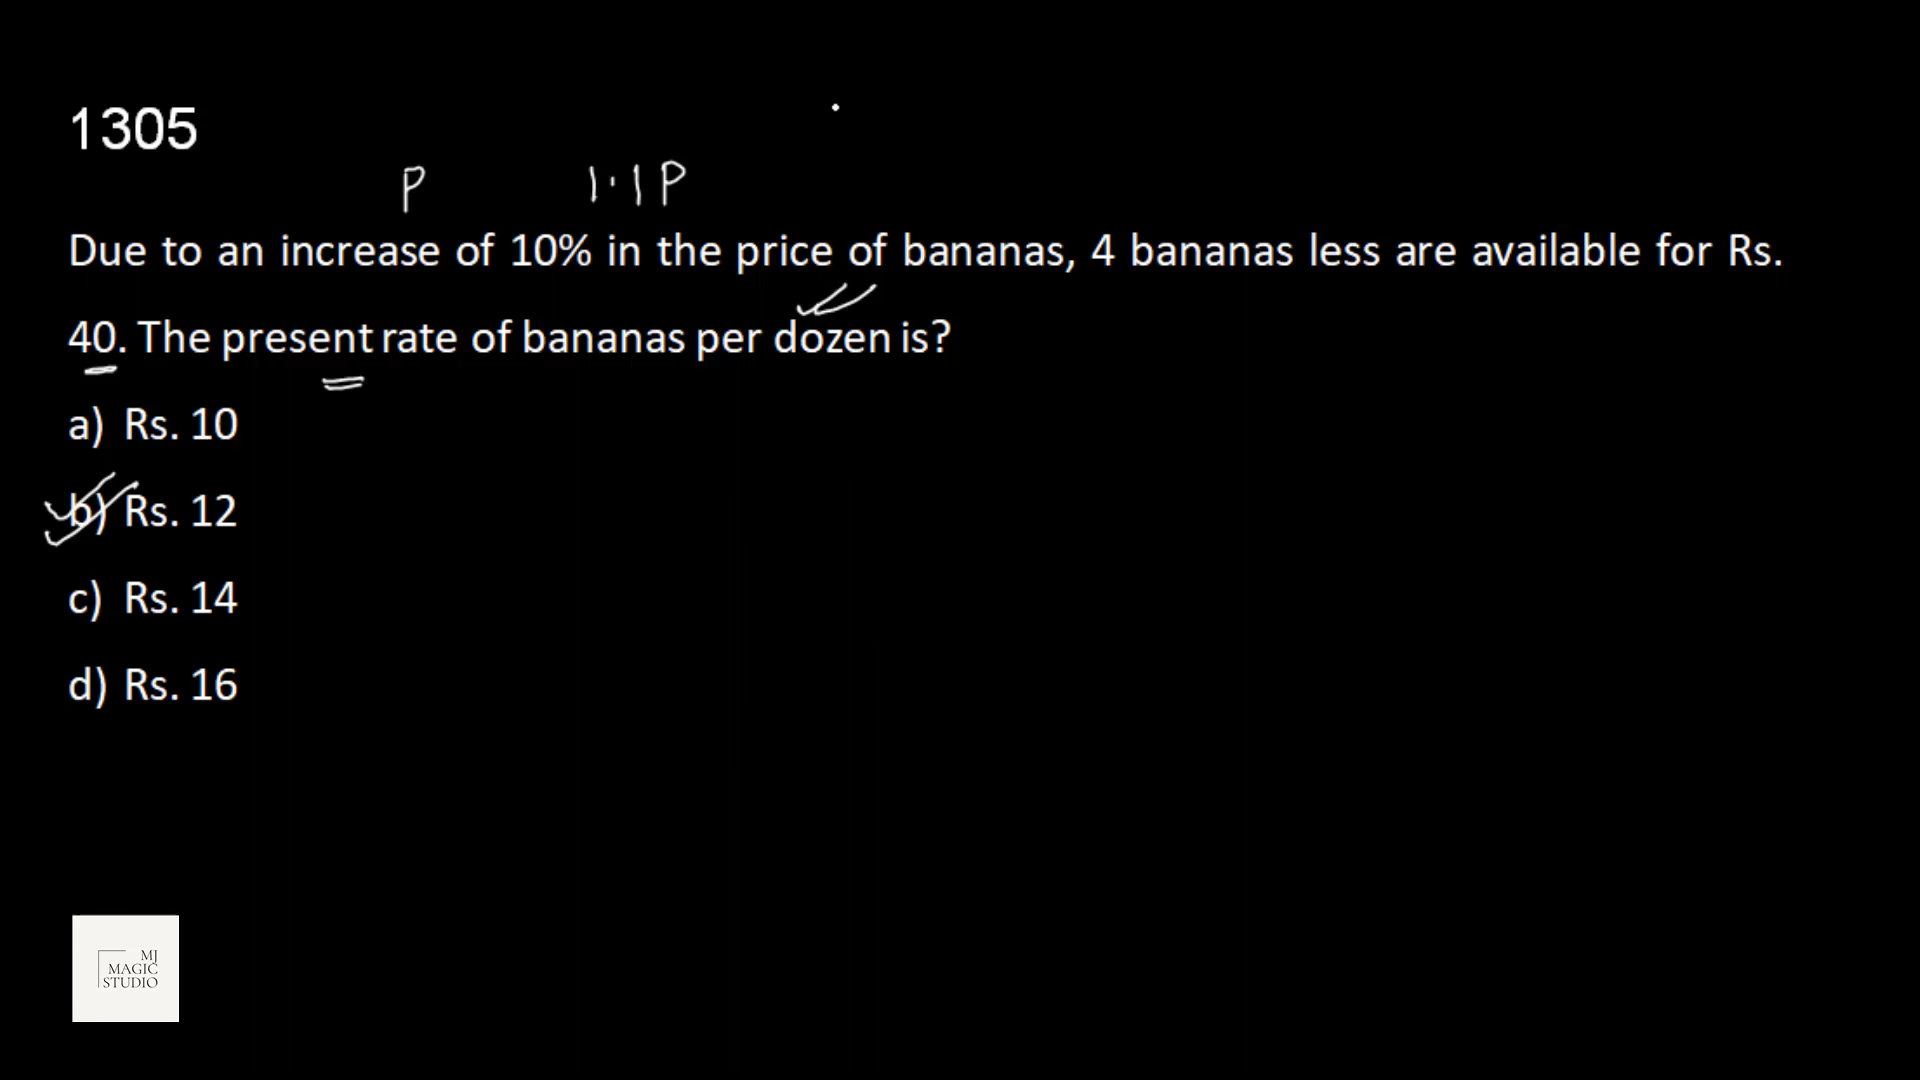 1305
P 1.1P
Due to an increase of 10% in the price of bananas, 4 bananas less are available for Rs.
40. The present rate of bananas per dozen is?
a) Rs. 10
b) Rs. 12
c) Rs. 14
d) Rs. 16
MJ
MAGIC
STUDIO